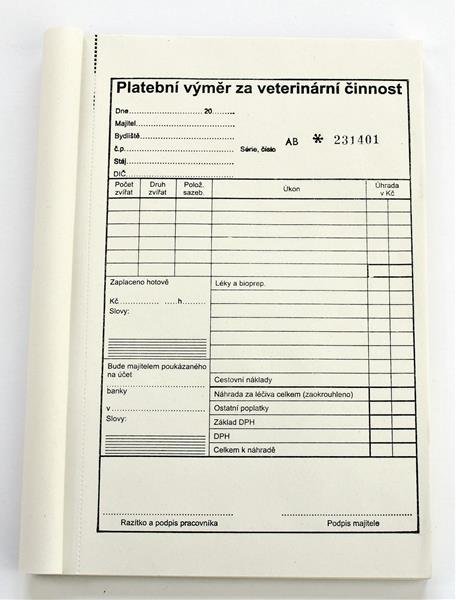 Platební výměr za veterinární činnost
Dne.......................... 20........
Majitel..................................
Bydliště.................................
č.p....................................... Série, číslo AB * 231401
Stáj.......................................
DIČ.......................................
Počet zvířat Druh zvířat Polož. sazeb. Úkon Úhrada v Kč
Zaplaceno hotově Léky a bioprep.
Kč.............. .....h.........
Slovy:
Bude majitelem poukázaného
na účet
Cestovní náklady
banky Náhrada za léčiva celkem (zaokrouhleno)
v.................................. Ostatní poplatky
Slovy: Základ DPH
DPH
Celkem k náhradě
Razítko a podpis pracovníka Podpis majitele